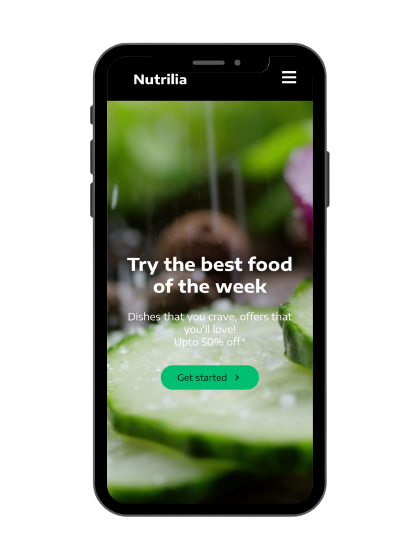 Nutrilia
Try the best food
of the week
Dishes that you crave, offers that
you'll love!
Upto 50% off*
Get started